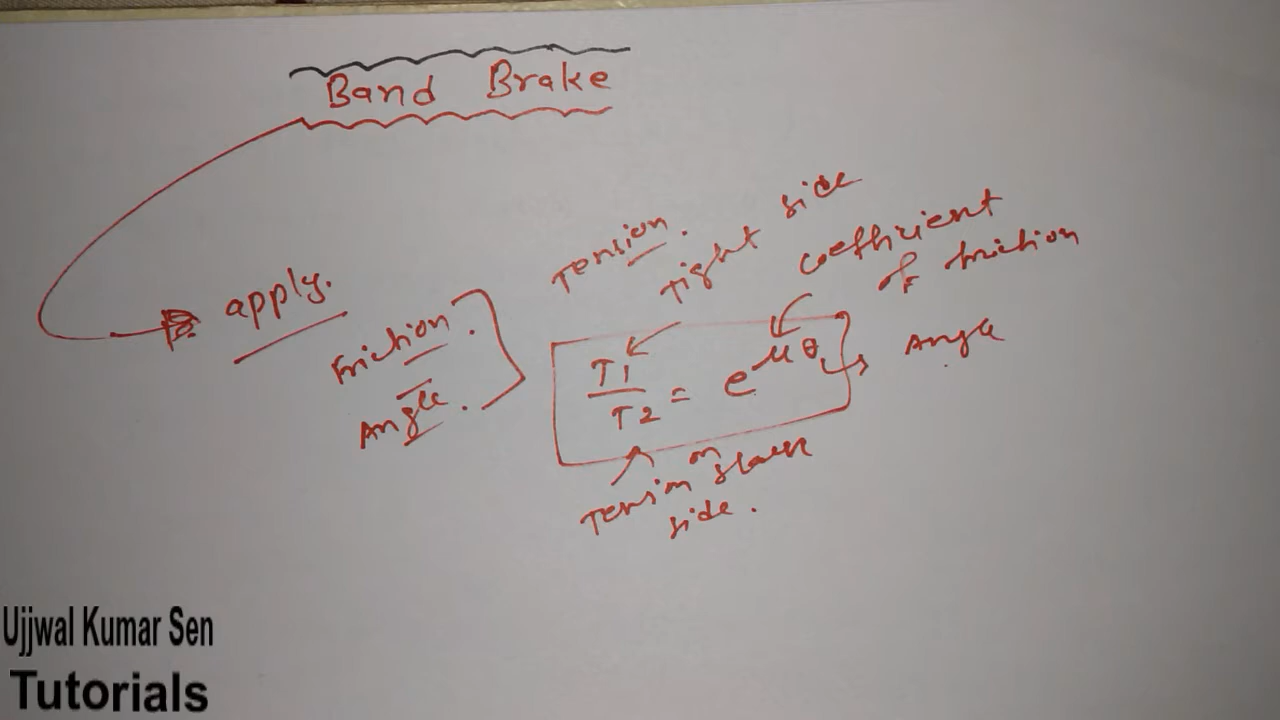 Band Brake
apply.
Friction.
Angle.
Tension.
Tight side
coefficient
of friction
T1
T2 = e^μθ
Angle
Tension on slack
side.
Ujjwal Kumar Sen
Tutorials